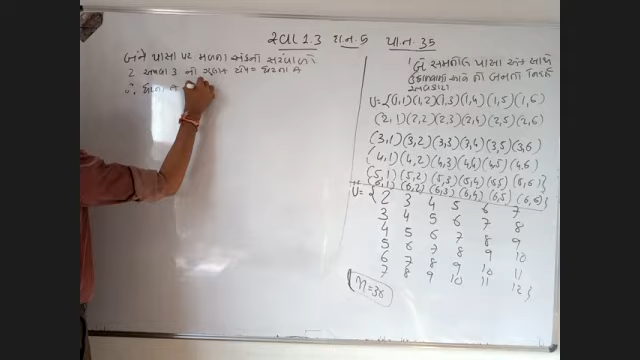 સ્વા 1.3 દા.ન.5 પા.ન.35
બંને પાસા પર મળતા અંકનો સરવાળો
2 અથવા 3 ની ગુણક હોય = ઘટના A
∴ ઘટના A
બે સમતોલ પાસા એક સાથે
U={(1,1)(1,2)(1,3)(1,4)(1,5)(1,6)
(2,1)(2,2)(2,3)(2,4)(2,5)(2,6)
(3,1)(3,2)(3,3)(3,4)(3,5)(3,6)
(4,1)(4,2)(4,3)(4,4)(4,5)(4,6)
(5,1)(5,2)(5,3)(5,4)(5,5)(5,6)
(6,1)(6,2)(6,3)(6,4)(6,5)(6,6)}
U={2 3 4 5 6 7
3 4 5 6 7 8
4 5 6 7 8 9
5 6 7 8 9 10
6 7 8 9 10 11
7 8 9 10 11 12}
n=36